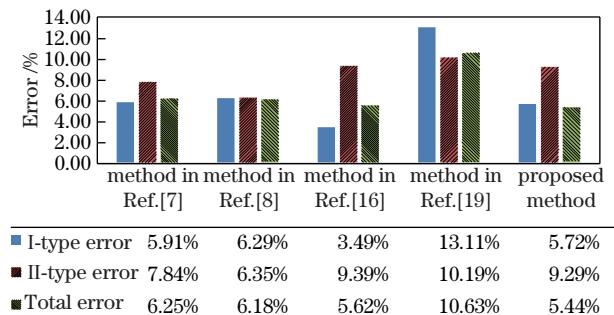 14.00
12.00
10.00
8.00
6.00
4.00
2.00
0.00
Error /%
method in Ref.[7]
method in Ref.[8]
method in Ref.[16]
method in Ref.[19]
proposed method
I-type error 5.91% 6.29% 3.49% 13.11% 5.72%
II-type error 7.84% 6.35% 9.39% 10.19% 9.29%
Total error 6.25% 6.18% 5.62% 10.63% 5.44%